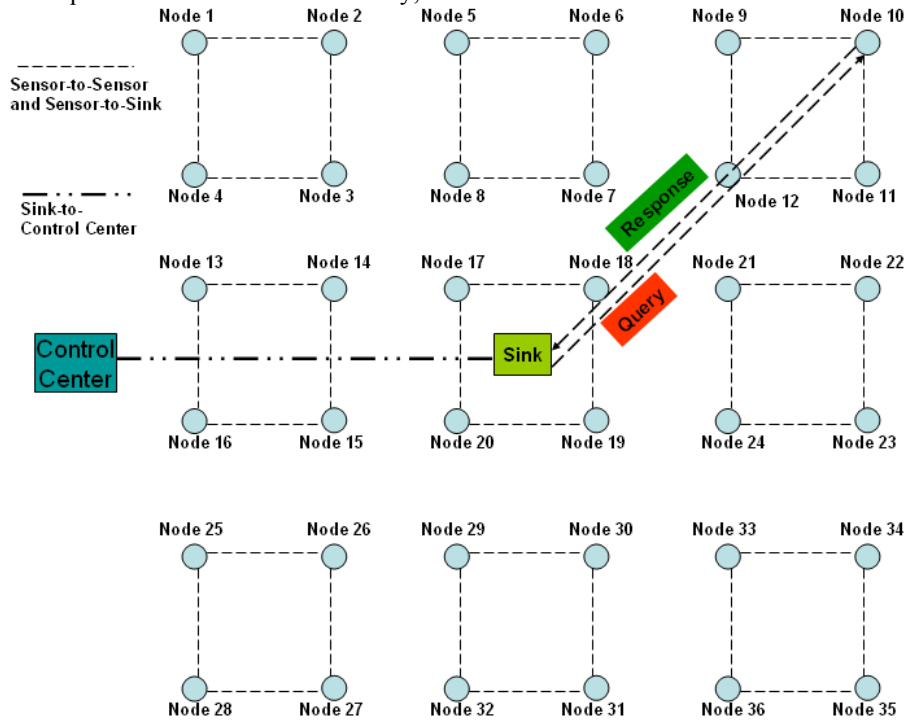 Node 1
Node 2
Node 5
Node 6
Node 9
Node 10
Sensor-to-Sensor
and Sensor-to-Sink
Node 4
Node 3
Node 8
Node 7
Node 12
Node 11
Response
Sink-to-
Control Center
Node 13
Node 14
Node 17
Node 18
Node 21
Node 22
Query
Control
Center
Sink
Node 16
Node 15
Node 20
Node 19
Node 24
Node 23
Node 25
Node 26
Node 29
Node 30
Node 33
Node 34
Node 28
Node 27
Node 32
Node 31
Node 36
Node 35